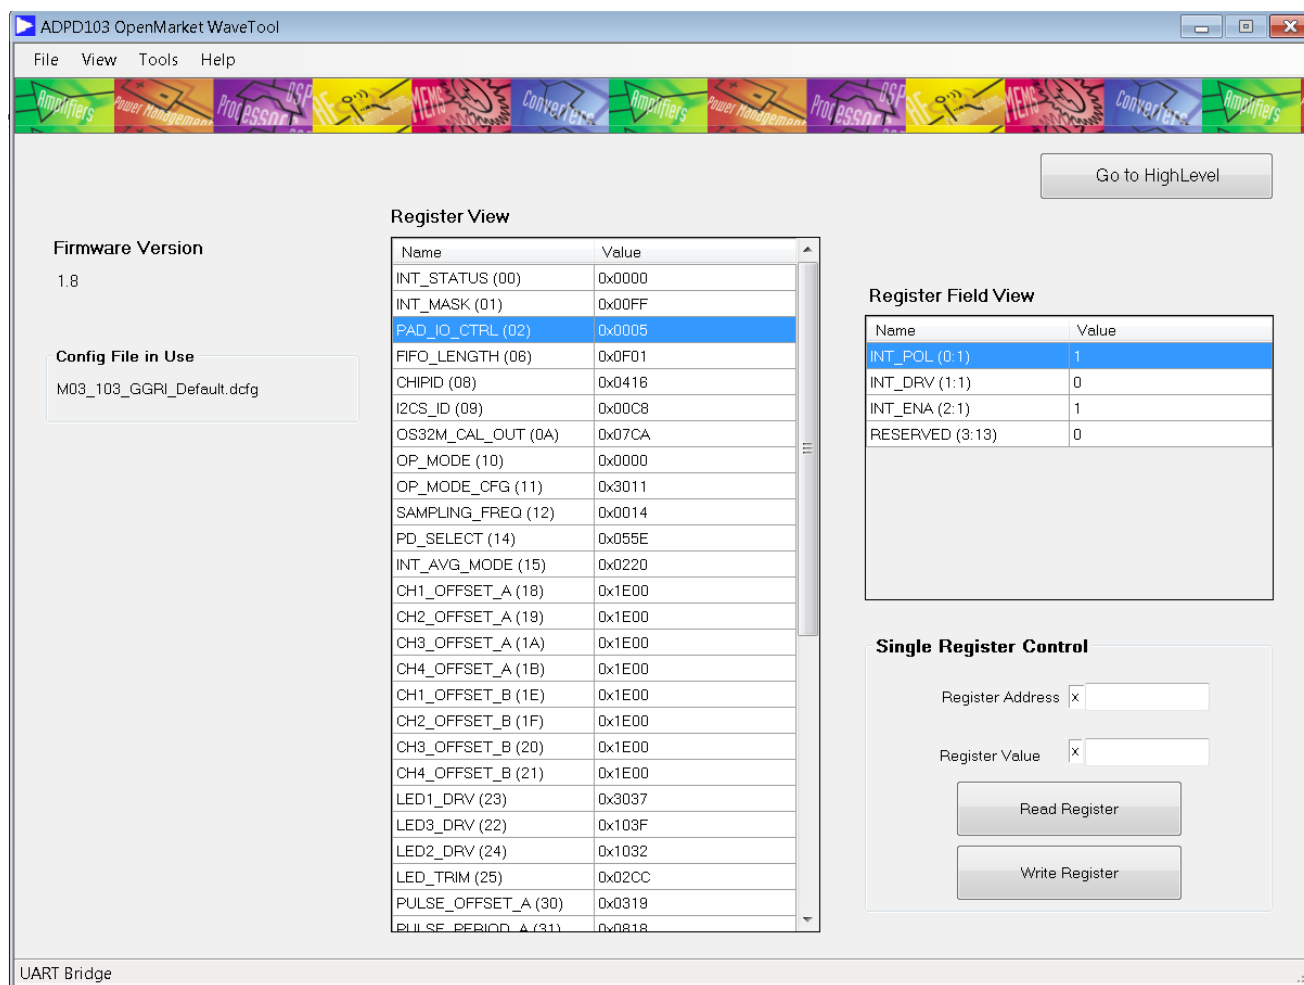 ADPD103 OpenMarket WaveTool
File View Tools Help
Amplifiers Power Management Processor DSP RF MEMS Converters Amplifiers Power Management Processor DSP RF MEMS Converters Amplifiers
Go to HighLevel
Firmware Version
1.8
Config File in Use
M03_103_GGRI_Default.dcfg
Register View
Name Value
INT_STATUS (00) 0x0000
INT_MASK (01) 0x00FF
PAD_IO_CTRL (02) 0x0005
FIFO_LENGTH (06) 0x0F01
CHIPID (08) 0x0416
I2CS_ID (09) 0x00C8
OS32M_CAL_OUT (0A) 0x07CA
OP_MODE (10) 0x0000
OP_MODE_CFG (11) 0x3011
SAMPLING_FREQ (12) 0x0014
PD_SELECT (14) 0x055E
INT_AVG_MODE (15) 0x0220
CH1_OFFSET_A (18) 0x1E00
CH2_OFFSET_A (19) 0x1E00
CH3_OFFSET_A (1A) 0x1E00
CH4_OFFSET_A (1B) 0x1E00
CH1_OFFSET_B (1E) 0x1E00
CH2_OFFSET_B (1F) 0x1E00
CH3_OFFSET_B (20) 0x1E00
CH4_OFFSET_B (21) 0x1E00
LED1_DRV (23) 0x3037
LED3_DRV (22) 0x103F
LED2_DRV (24) 0x1032
LED_TRIM (25) 0x02CC
PULSE_OFFSET_A (30) 0x0319
PULSE_PERIOD_A (31) 0x0818
Register Field View
Name Value
INT_POL (0:1) 1
INT_DRV (1:1) 0
INT_ENA (2:1) 1
RESERVED (3:13) 0
Single Register Control
Register Address x
Register Value x
Read Register
Write Register
UART Bridge